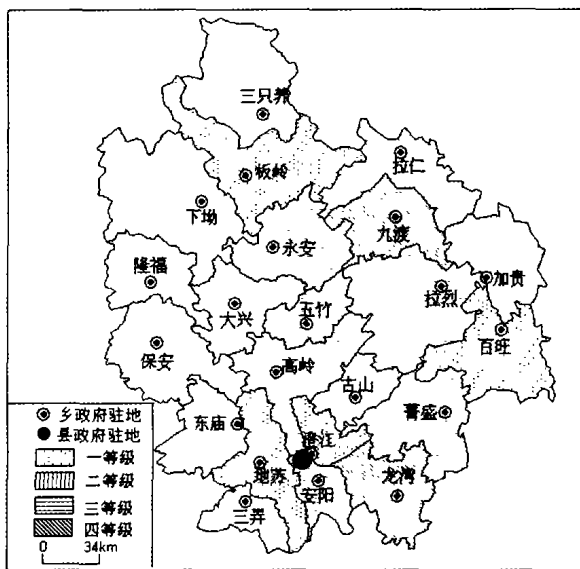 三只养
板岭
拉仁
下坳
九渡
永安
隆福
加贵
拉烈
大兴
五竹
百旺
保安
高岭
古山
菁盛
东庙
澄江
地苏
龙湾
安阳
三弄
乡政府驻地
县政府驻地
一等级
二等级
三等级
四等级
0 34km